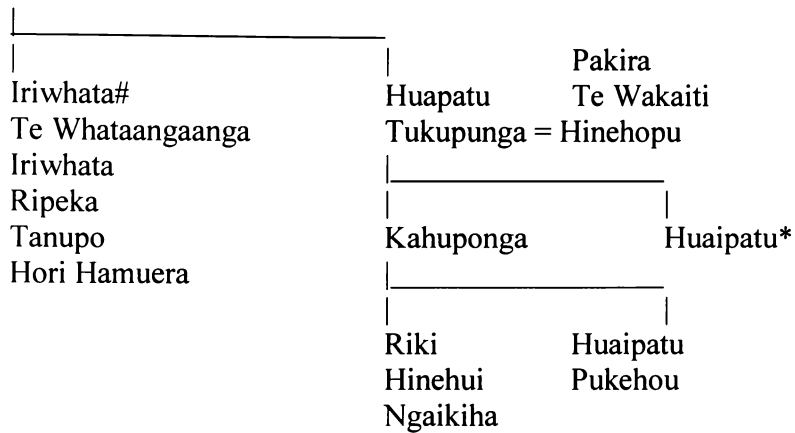 Pakira
Iriwhata# Huapatu Te Wakaiti
Te Whataangaanga Tukupunga = Hinehopu
Iriwhata
Ripeka
Tanupo Kahuponga Huaipatu*
Hori Hamuera
Riki Huaipatu
Hinehui Pukehou
Ngaikiha